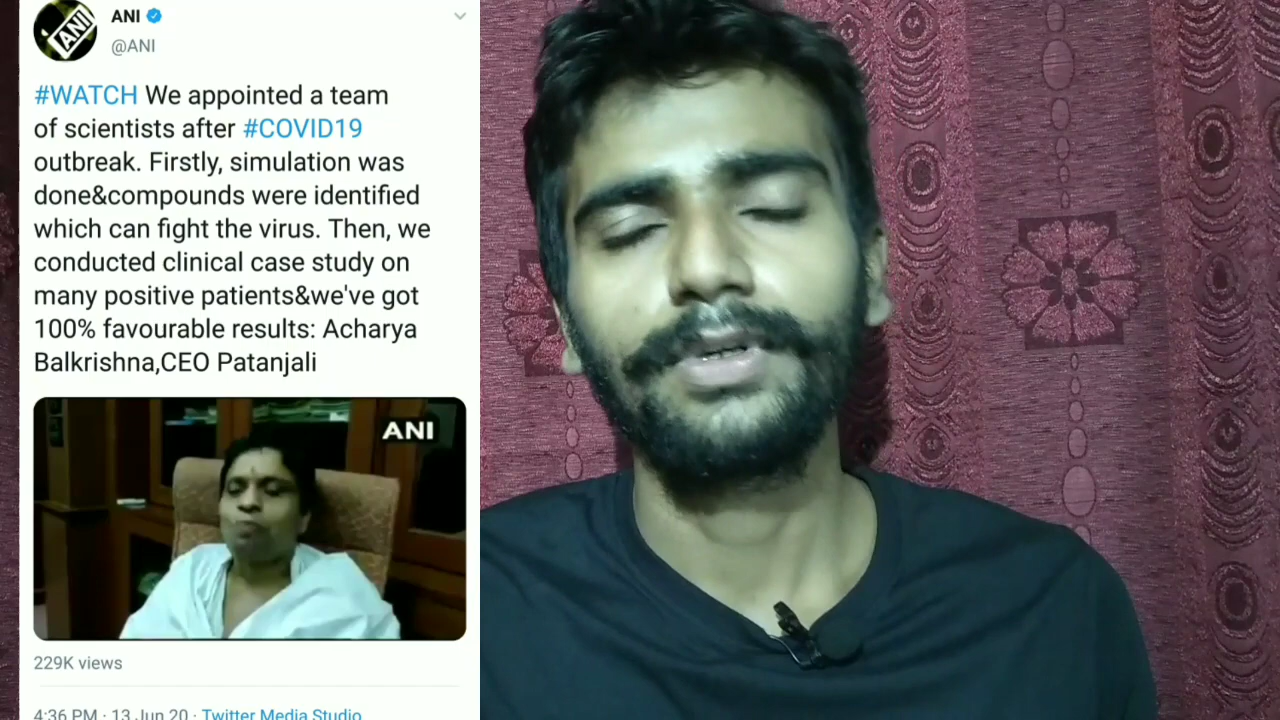 ANI
ANI
@ANI
#WATCH We appointed a team
of scientists after #COVID19
outbreak. Firstly, simulation was
done&compounds were identified
which can fight the virus. Then, we
conducted clinical case study on
many positive patients&we've got
100% favourable results: Acharya
Balkrishna,CEO Patanjali
ANI
229K views
4:36 PM · 13 Jun 20 · Twitter Media Studio